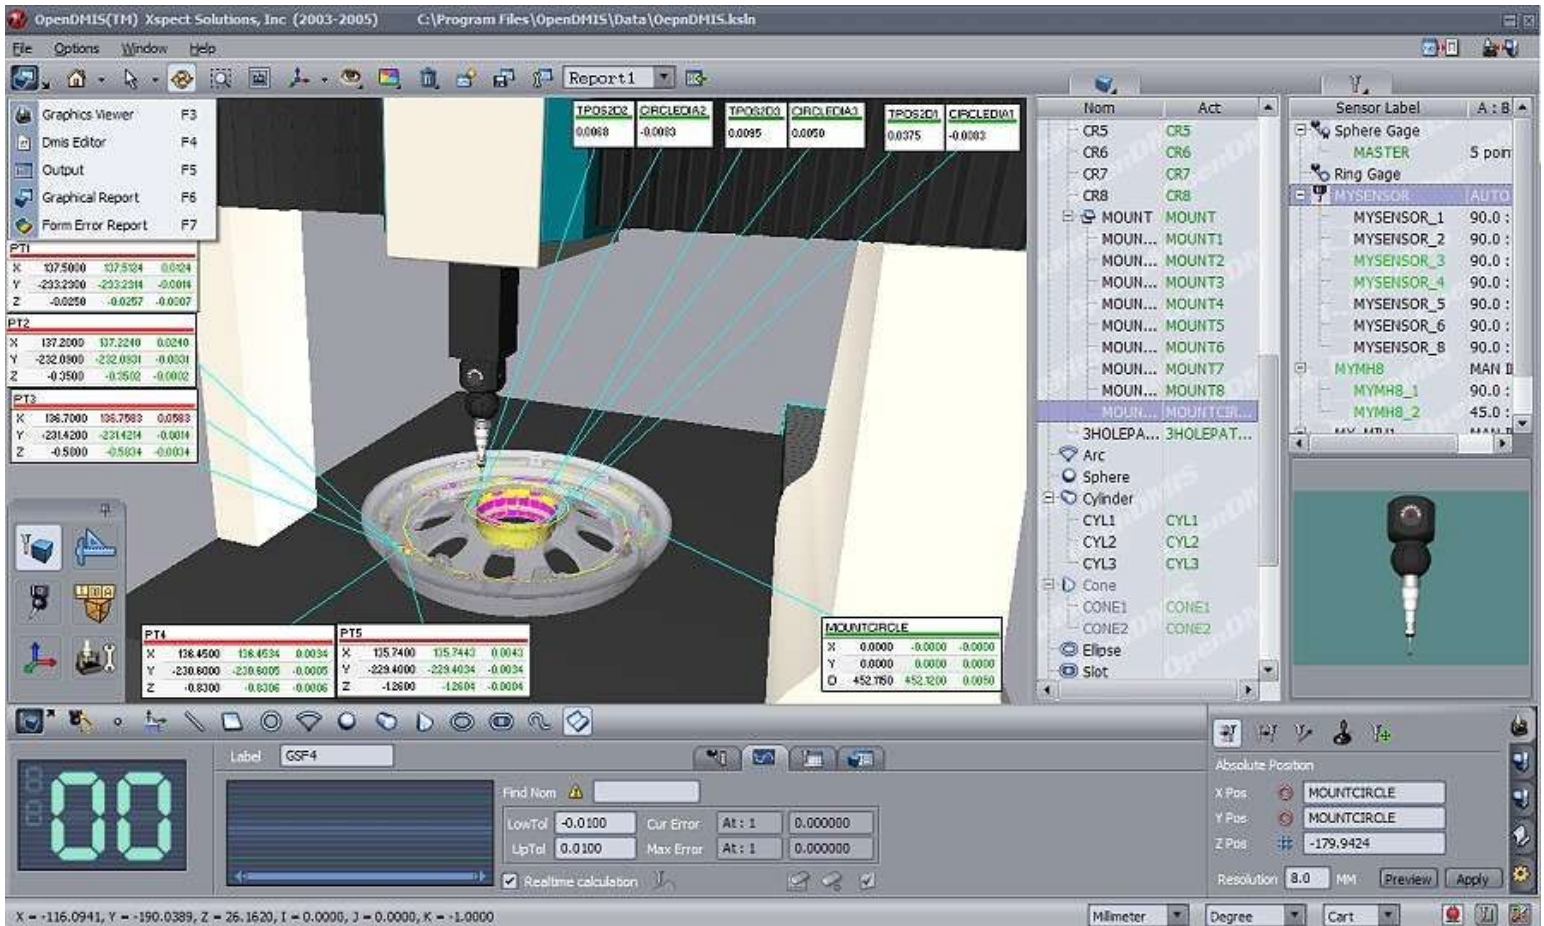 OpenDMIS(TM) Xspect Solutions, Inc (2003-2005) C:\Program Files\OpenDMIS\Data\OepnDMIS.ksln
File Options Window Help
Report1
Graphics Viewer F3
Dmis Editor F4
Output F5
Graphical Report F6
Form Error Report F7
TPOS2D2 CIRCLEDIA2 TPOS2D3 CIRCLEDIA3 TPOS2D1 CIRCLEDIA1
0.0068 -0.0083 0.0095 0.0050 0.0375 -0.0083
PT1
X 137.5000 137.5124 0.0124
Y -233.2300 -233.2314 -0.0014
Z -0.0250 -0.0257 -0.0007
PT2
X 137.2000 137.2240 0.0240
Y -232.0900 -232.0931 -0.0031
Z -0.3500 -0.3502 -0.0002
PT3
X 136.7000 136.7583 0.0583
Y -231.4200 -231.4214 -0.0014
Z -0.5800 -0.5834 -0.0034
PT4
X 136.4500 136.4534 0.0034
Y -230.6000 -230.6005 -0.0005
Z -0.8300 -0.8306 -0.0006
PT5
X 135.7400 135.7443 0.0043
Y -229.4000 -229.4034 -0.0034
Z -1.2600 -1.2604 -0.0004
MOUNTCIRCLE
X 0.0000 -0.0000 -0.0000
Y 0.0000 0.0000 0.0000
D 452.1150 452.1200 0.0050
Nom Act
CR5 CR5
CR6 CR6
CR7 CR7
CR8 CR8
MOUNT MOUNT
MOUN... MOUNT1
MOUN... MOUNT2
MOUN... MOUNT3
MOUN... MOUNT4
MOUN... MOUNT5
MOUN... MOUNT6
MOUN... MOUNT7
MOUN... MOUNT8
MOUN... MOUNTCIR...
3HOLEPA... 3HOLEPAT...
Arc
Sphere
Cylinder
CYL1 CYL1
CYL2 CYL2
CYL3 CYL3
Cone
CONE1 CONE1
CONE2 CONE2
Ellipse
Slot
Sensor Label A : B
Sphere Gage
MASTER 5 poin
Ring Gage
MYSENSOR AUTO
MYSENSOR_1 90.0 :
MYSENSOR_2 90.0 :
MYSENSOR_3 90.0 :
MYSENSOR_4 90.0 :
MYSENSOR_5 90.0 :
MYSENSOR_6 90.0 :
MYSENSOR_8 90.0 :
MYMH8 MAN I
MYMH8_1 90.0 :
MYMH8_2 45.0 :
00
Label GSF4
Find Nom
LowTol -0.0100 Cur Error At : 1 0.000000
UpTol 0.0100 Max Error At : 1 0.000000
Realtime calculation
Absolute Position
X Pos MOUNTCIRCLE
Y Pos MOUNTCIRCLE
Z Pos -179.9424
Resolution 8.0 MM Preview Apply
X = -116.0941, Y = -190.0389, Z = 26.1620, I = 0.0000, J = 0.0000, K = -1.0000
Milimeter Degree Cart